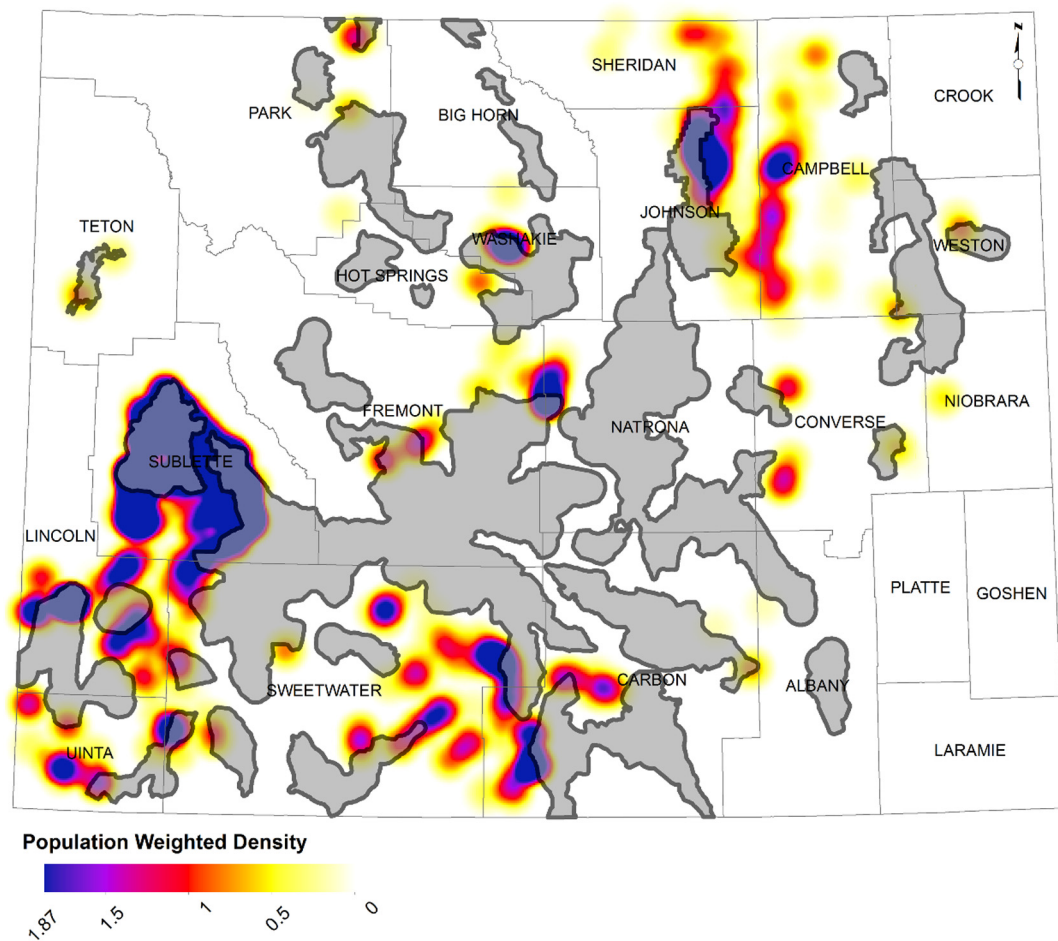 N
SHERIDAN
CROOK
PARK
BIG HORN
CAMPBELL
JOHNSON
TETON
WASHAKIE
WESTON
HOT SPRINGS
FREMONT
NATRONA
CONVERSE
NIOBRARA
SUBLETTE
LINCOLN
PLATTE
GOSHEN
SWEETWATER
CARBON
ALBANY
UINTA
LARAMIE
Population Weighted Density
1.87 1.5 1 0.5 0